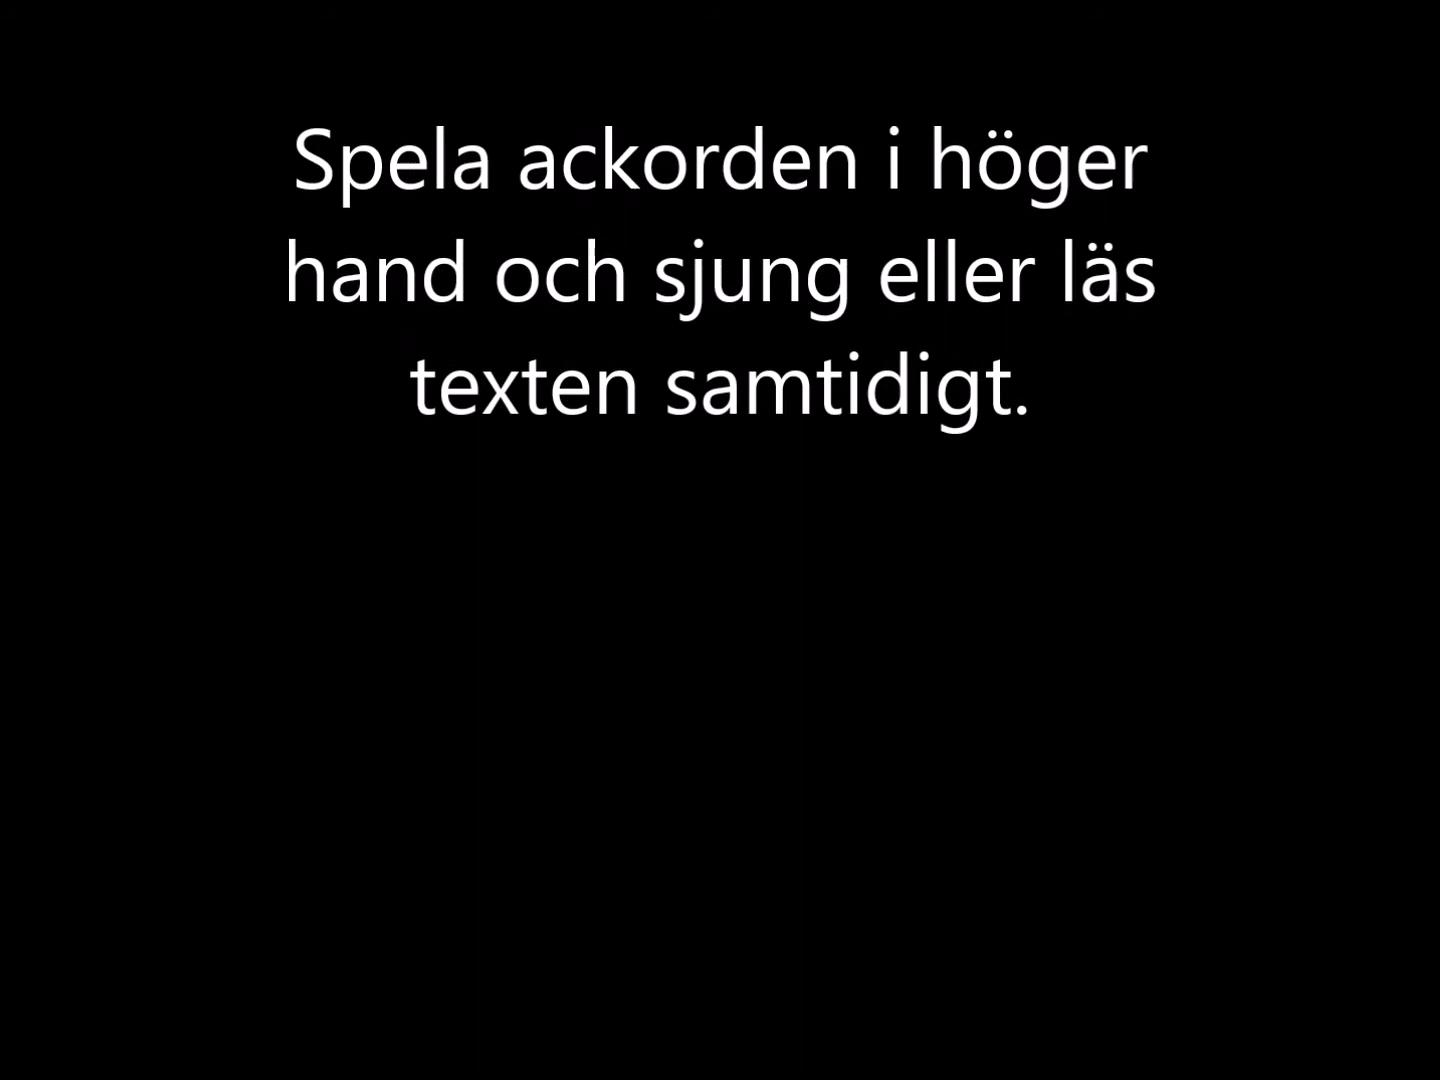 Spela ackorden i höger
hand och sjung eller läs
texten samtidigt.